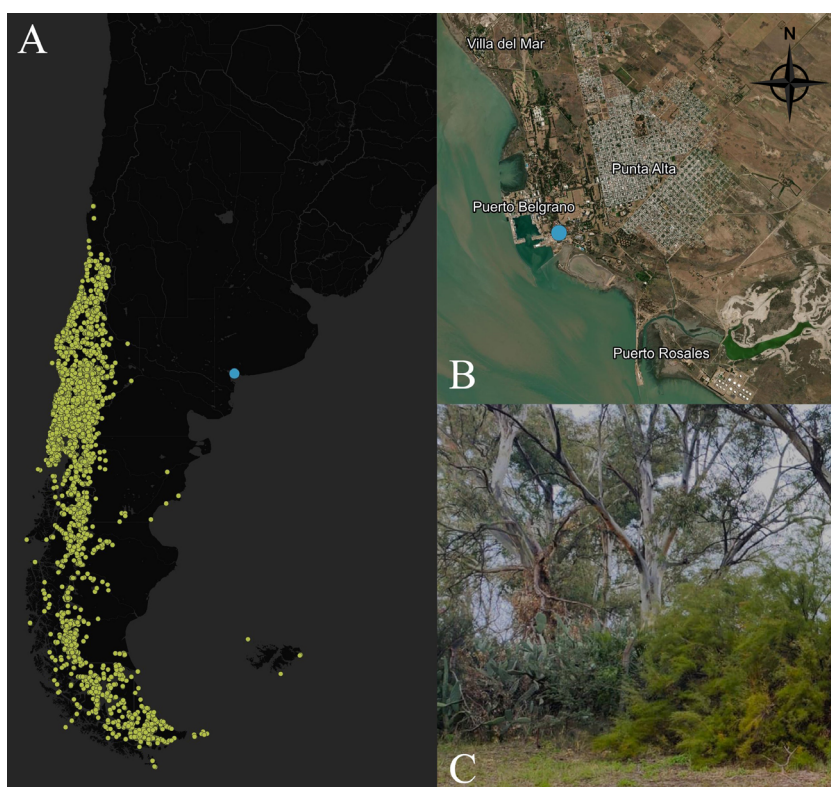 A
Villa del Mar
N
Punta Alta
Puerto Belgrano
Puerto Rosales
B
C